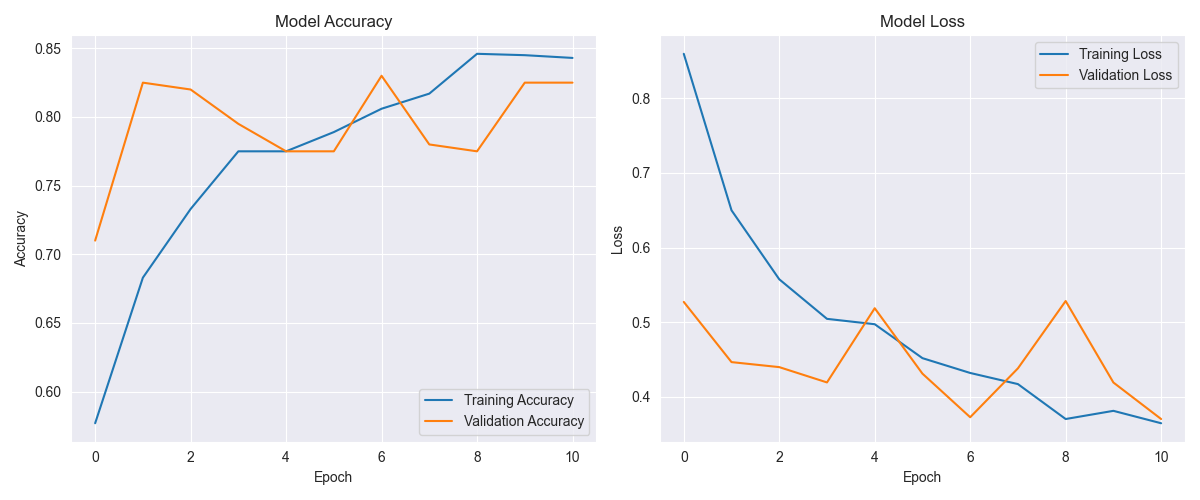 Model Accuracy
0.85
0.80
0.75
0.70
0.65
0.60
Accuracy
0 2 4 6 8 10
Epoch
Training Accuracy
Validation Accuracy
Model Loss
0.8
0.7
0.6
0.5
0.4
Loss
0 2 4 6 8 10
Epoch
Training Loss
Validation Loss